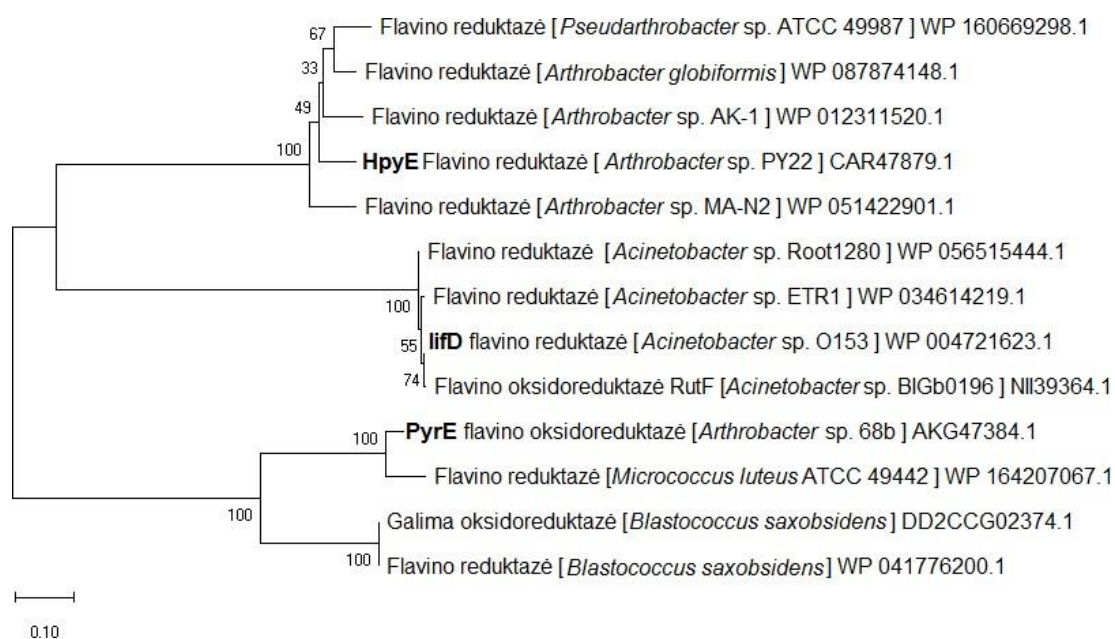 67
Flavino reduktazė [Pseudarthrobacter sp. ATCC 49987] WP 160669298.1
33
Flavino reduktazė [Arthrobacter globiformis] WP 087874148.1
49
Flavino reduktazė [Arthrobacter sp. AK-1 ] WP 012311520.1
100
HpyE Flavino reduktazė [ Arthrobacter sp. PY22 ] CAR47879.1
Flavino reduktazė [Arthrobacter sp. MA-N2 ] WP 051422901.1
Flavino reduktazė [Acinetobacter sp. Root1280 ] WP 056515444.1
100
Flavino reduktazė [Acinetobacter sp. ETR1 ] WP 034614219.1
55
IifD flavino reduktazė [Acinetobacter sp. O153 ] WP 004721623.1
74
Flavino oksidoreduktazė RutF [Acinetobacter sp. BIGb0196 ] NII39364.1
100
PyrE flavino oksidoreduktazė [Arthrobacter sp. 68b ] AKG47384.1
Flavino reduktazė [Micrococcus luteus ATCC 49442 ] WP 164207067.1
100
Galima oksidoreduktazė [Blastococcus saxobsidens ] DD2CCG02374.1
100
Flavino reduktazė [Blastococcus saxobsidens ] WP 041776200.1
0.10